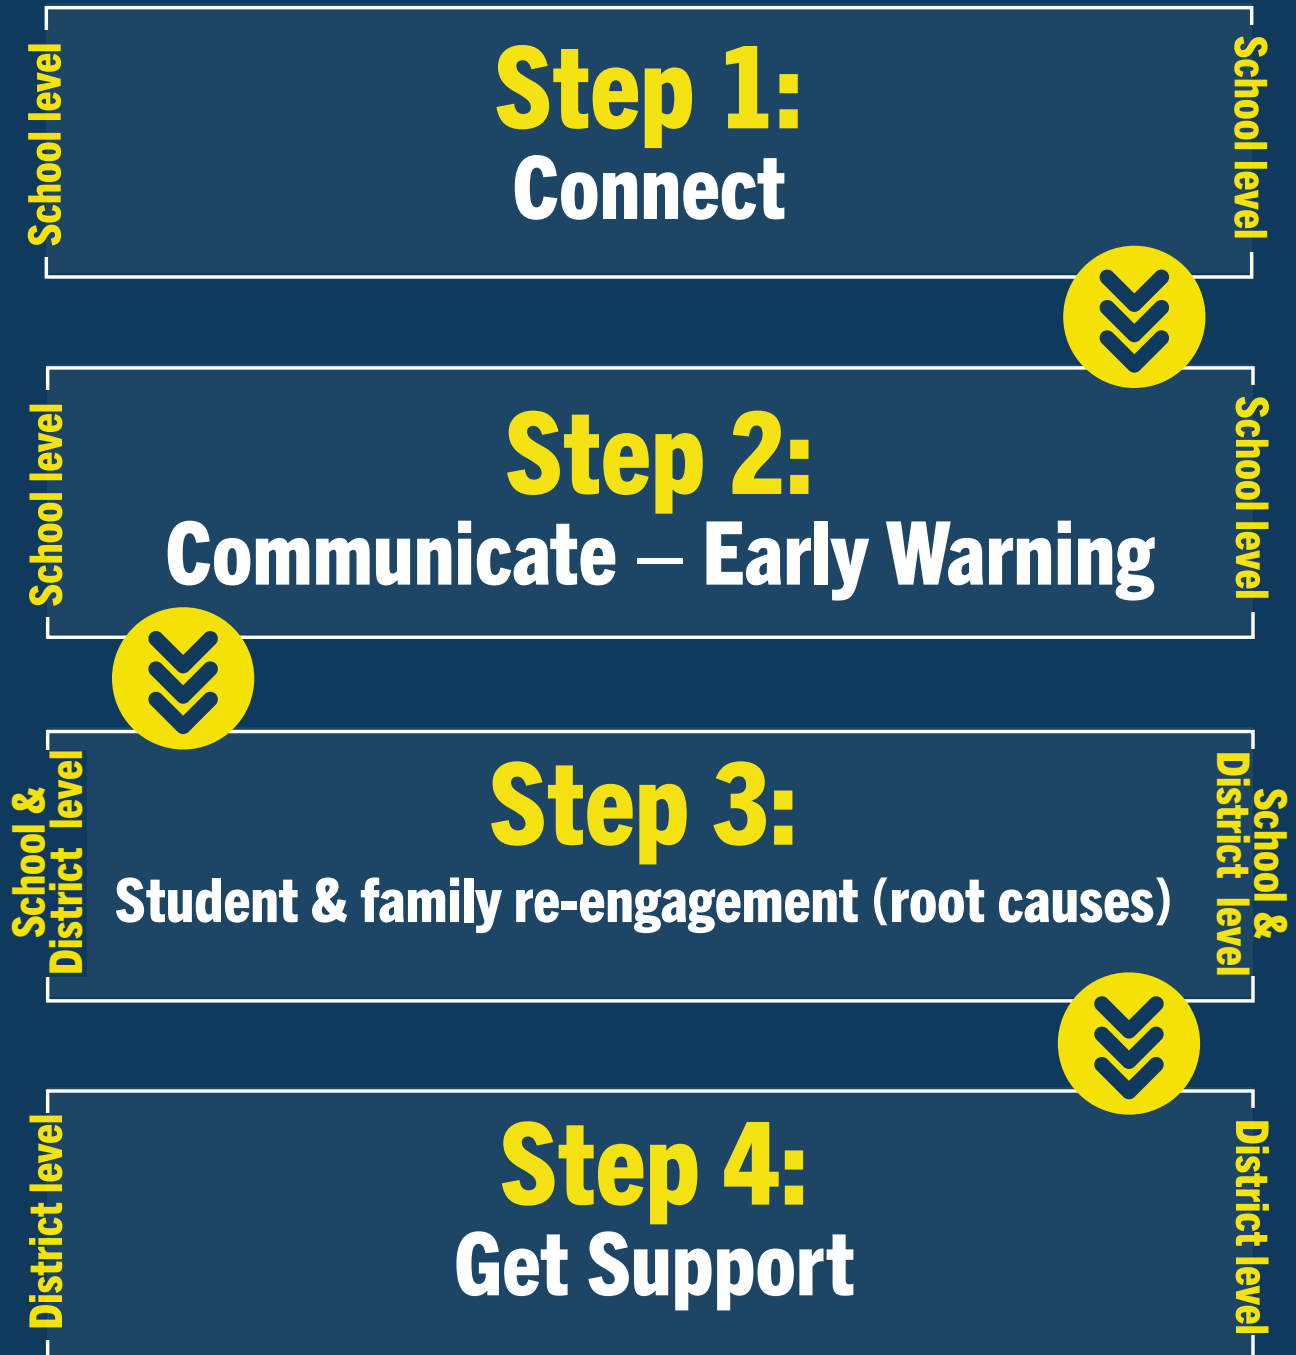 School level
Step 1:
Connect
School level
School level
Step 2:
Communicate – Early Warning
School level
School &
District level
Step 3:
Student & family re-engagement (root causes)
School &
District level
District level
Step 4:
Get Support
District level